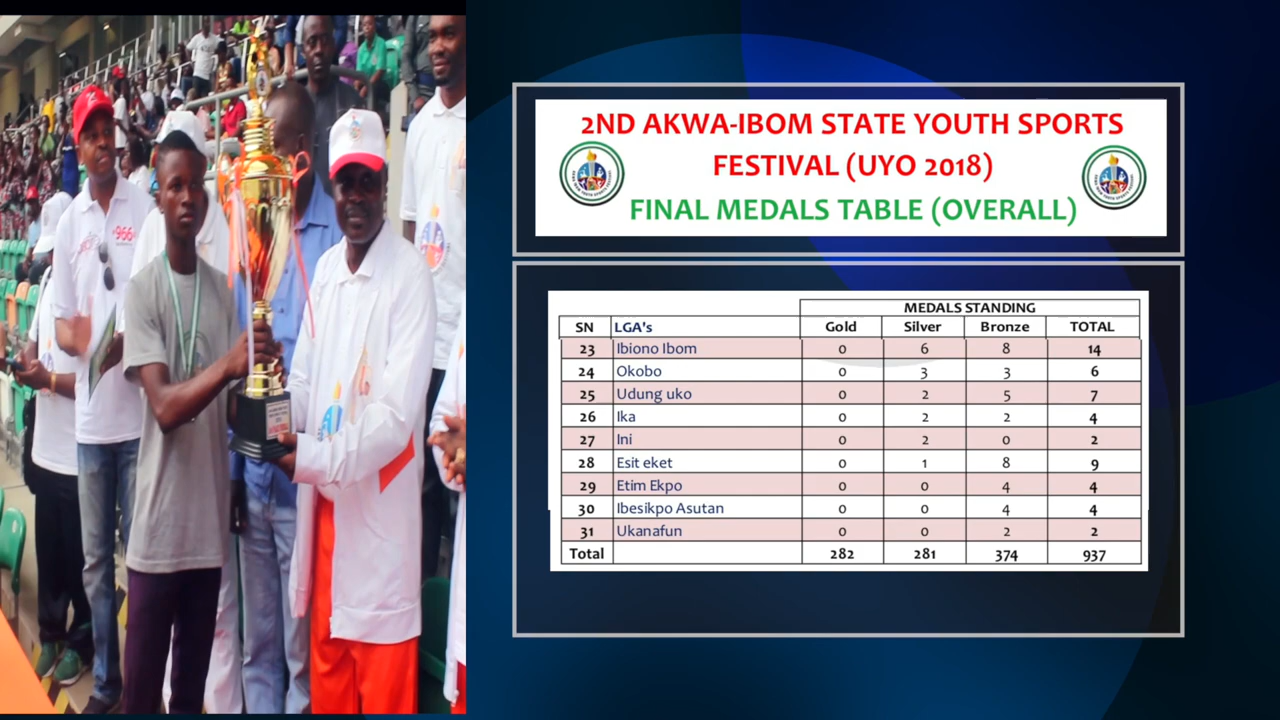 2ND AKWA-IBOM STATE YOUTH SPORTS
FESTIVAL (UYO 2018)
FINAL MEDALS TABLE (OVERALL)
MEDALS STANDING
SN LGA's Gold Silver Bronze TOTAL
23 Ibiono Ibom 0 6 8 14
24 Okobo 0 3 3 6
25 Udung uko 0 2 5 7
26 Ika 0 2 2 4
27 Ini 0 2 0 2
28 Esit eket 0 1 8 9
29 Etim Ekpo 0 0 4 4
30 Ibesikpo Asutan 0 0 4 4
31 Ukanafun 0 0 2 2
Total 282 281 374 937
966